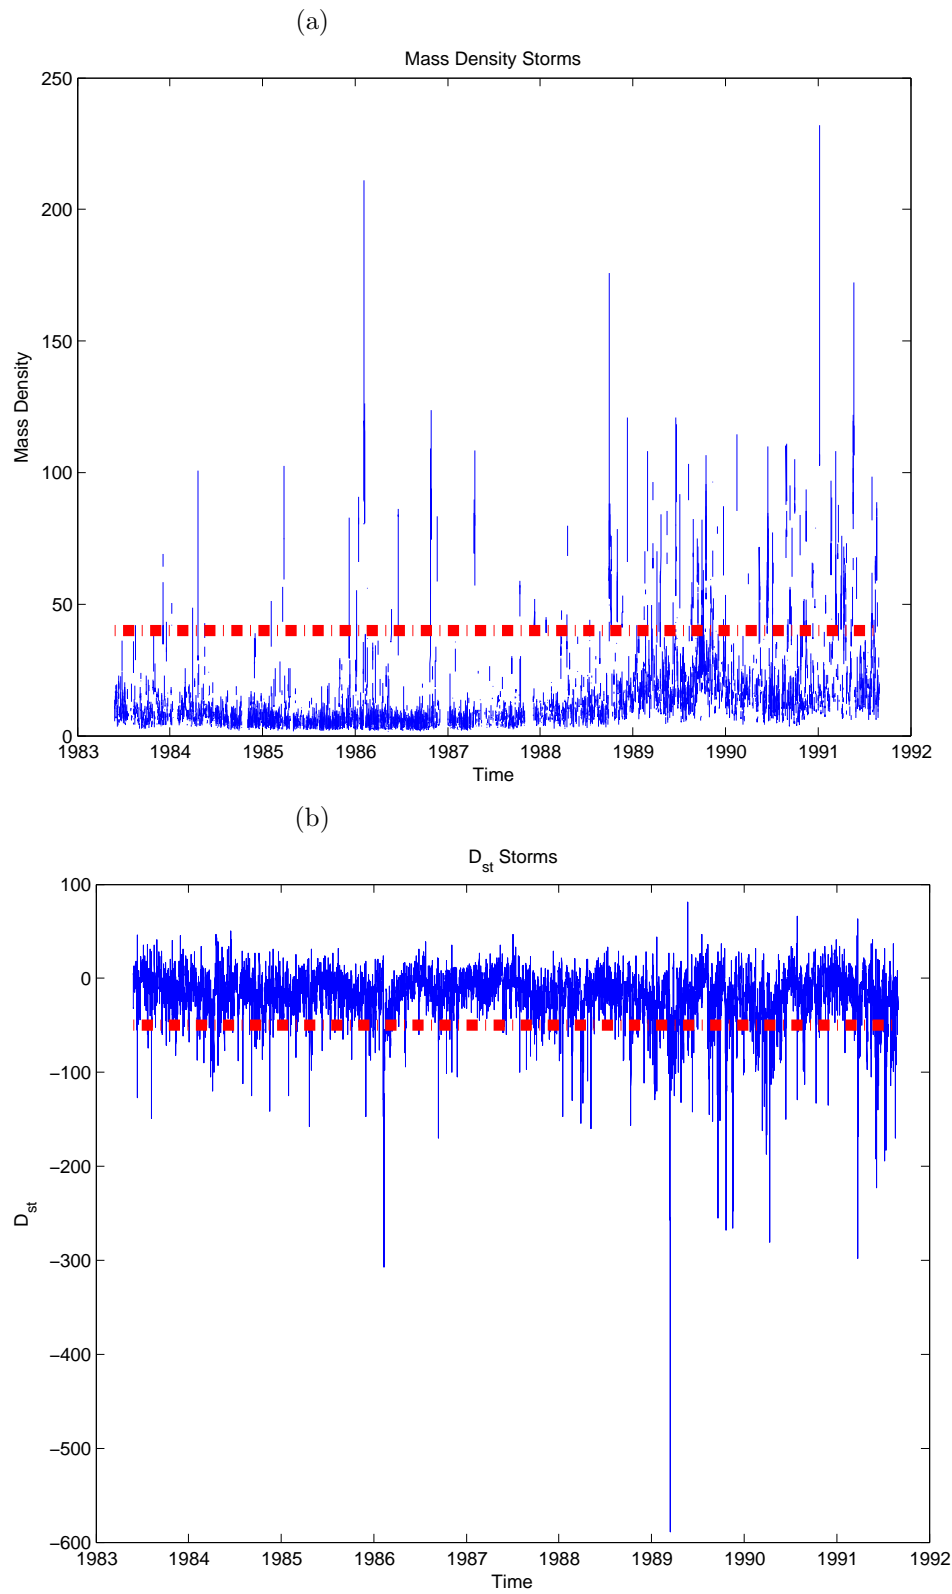 (a)
Mass Density Storms
250
200
150
100
50
0
Mass Density
1983 1984 1985 1986 1987 1988 1989 1990 1991 1992
Time
(b)
D_st Storms
100
0
−100
−200
−300
−400
−500
−600
D_st
1983 1984 1985 1986 1987 1988 1989 1990 1991 1992
Time